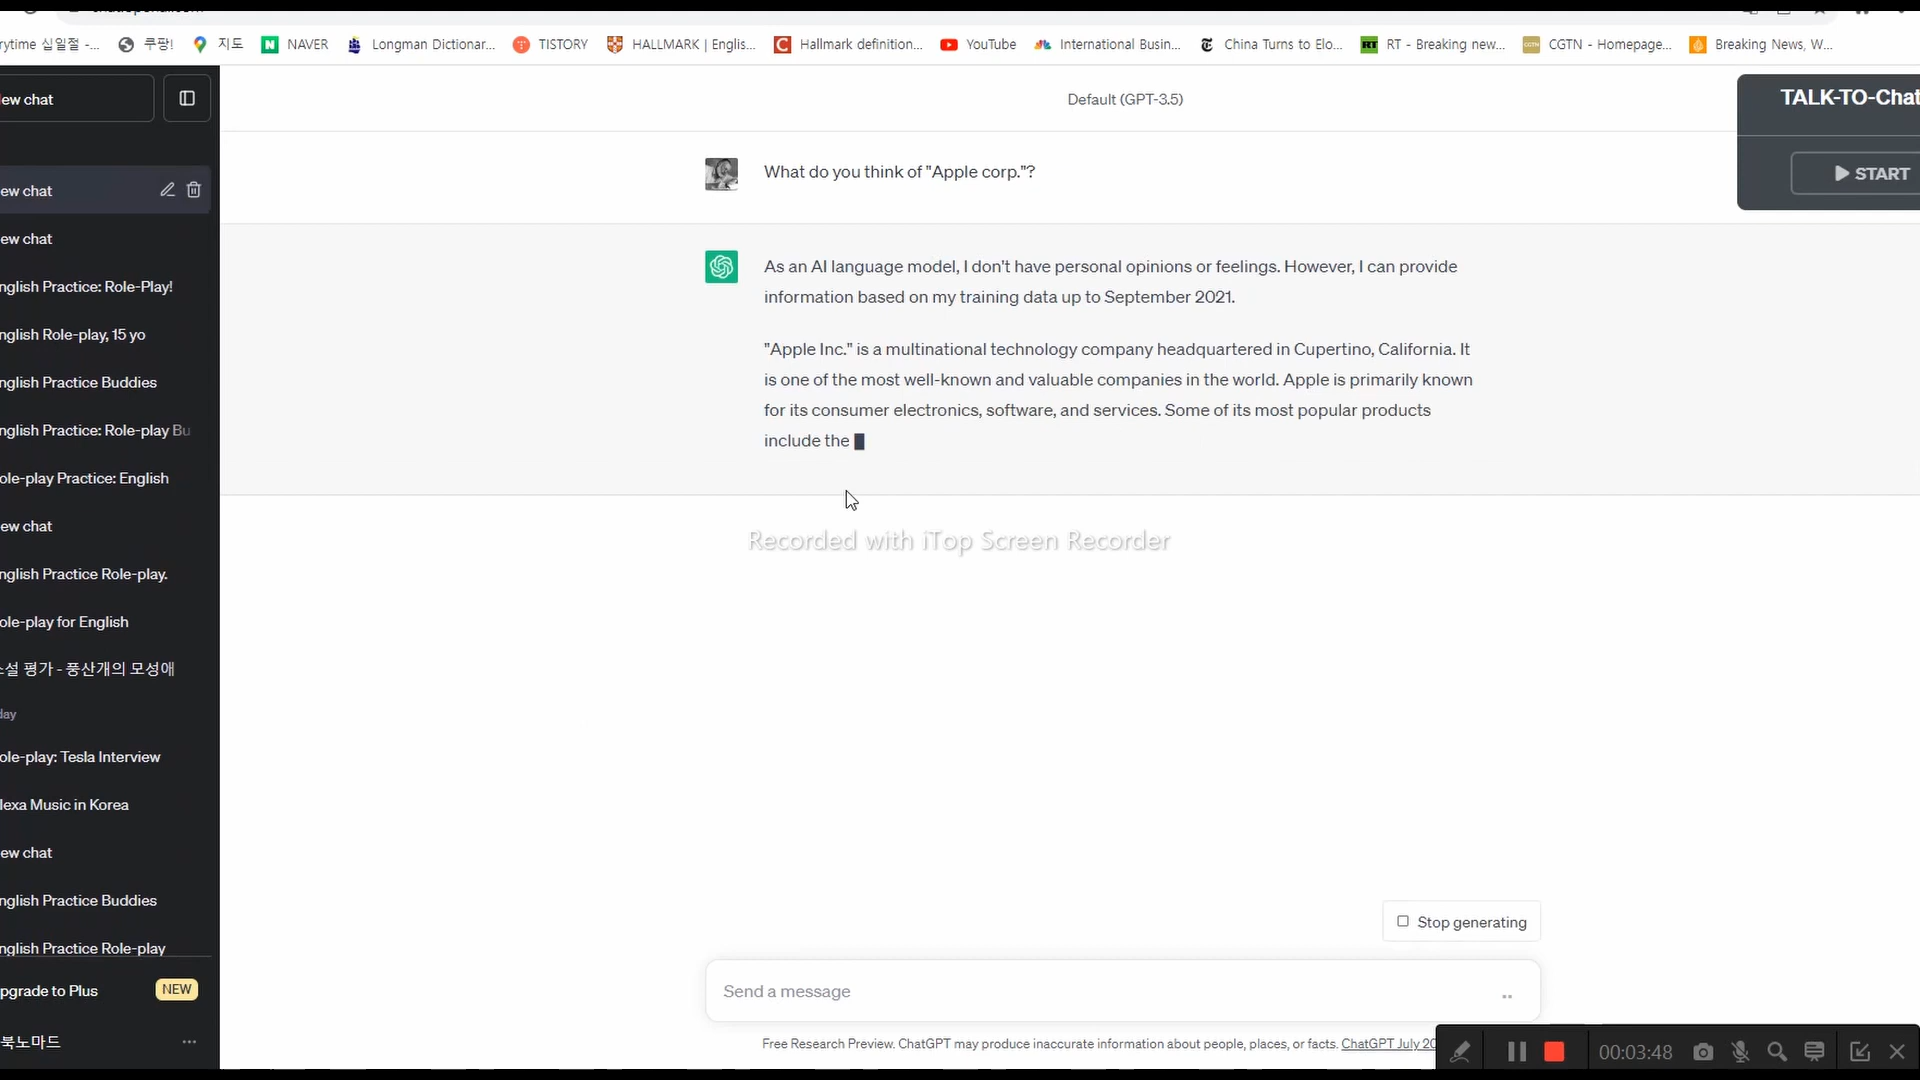 rytime 십일절 -...
쿠팡!
지도
NAVER
Longman Dictionar...
TISTORY
HALLMARK | Englis...
Hallmark definition...
YouTube
International Busin...
China Turns to Elo...
RT - Breaking new...
CGTN - Homepage...
Breaking News, W...
ew chat
Default (GPT-3.5)
TALK-TO-Chat
START
ew chat
ew chat
nglish Practice: Role-Play!
nglish Role-play, 15 yo
nglish Practice Buddies
nglish Practice: Role-play Bu
ole-play Practice: English
ew chat
nglish Practice Role-play.
ole-play for English
설 평가 - 풍산개의 모성애
day
ole-play: Tesla Interview
lexa Music in Korea
ew chat
nglish Practice Buddies
nglish Practice Role-play
pgrade to Plus
NEW
북노마드
What do you think of "Apple corp."?
As an AI language model, I don't have personal opinions or feelings. However, I can provide
information based on my training data up to September 2021.
"Apple Inc." is a multinational technology company headquartered in Cupertino, California. It
is one of the most well-known and valuable companies in the world. Apple is primarily known
for its consumer electronics, software, and services. Some of its most popular products
include the
Recorded with iTop Screen Recorder
Stop generating
Send a message
Free Research Preview. ChatGPT may produce inaccurate information about people, places, or facts. ChatGPT July 20
00:03:48